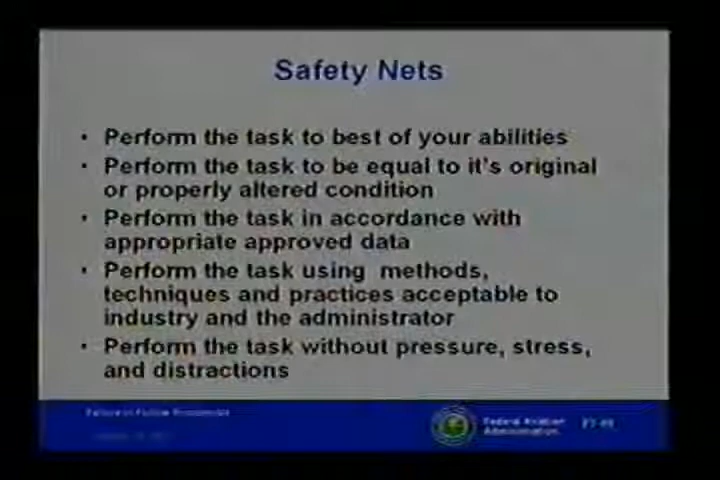 Safety Nets
• Perform the task to best of your abilities
• Perform the task to be equal to it's original
or properly altered condition
• Perform the task in accordance with
appropriate approved data
• Perform the task using methods,
techniques and practices acceptable to
industry and the administrator
• Perform the task without pressure, stress,
and distractions
Federal Aviation
Administration